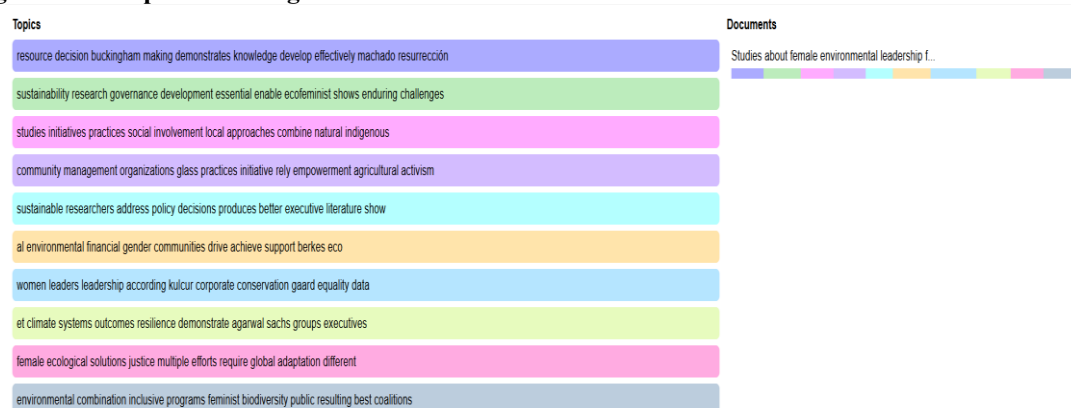 Topics
Documents
resource decision buckingham making demonstrates knowledge develop effectively machado resurrección
Studies about female environmental leadership f...
sustainability research governance development essential enable ecofeminist shows enduring challenges
studies initiatives practices social involvement local approaches combine natural indigenous
community management organizations glass practices initiative rely empowerment agricultural activism
sustainable researchers address policy decisions produces better executive literature show
al environmental financial gender communities drive achieve support berkes eco
women leaders leadership according kulcur corporate conservation gaard equality data
et climate systems outcomes resilience demonstrate agarwal sachs groups executives
female ecological solutions justice multiple efforts require global adaptation different
environmental combination inclusive programs feminist biodiversity public resulting best coalitions